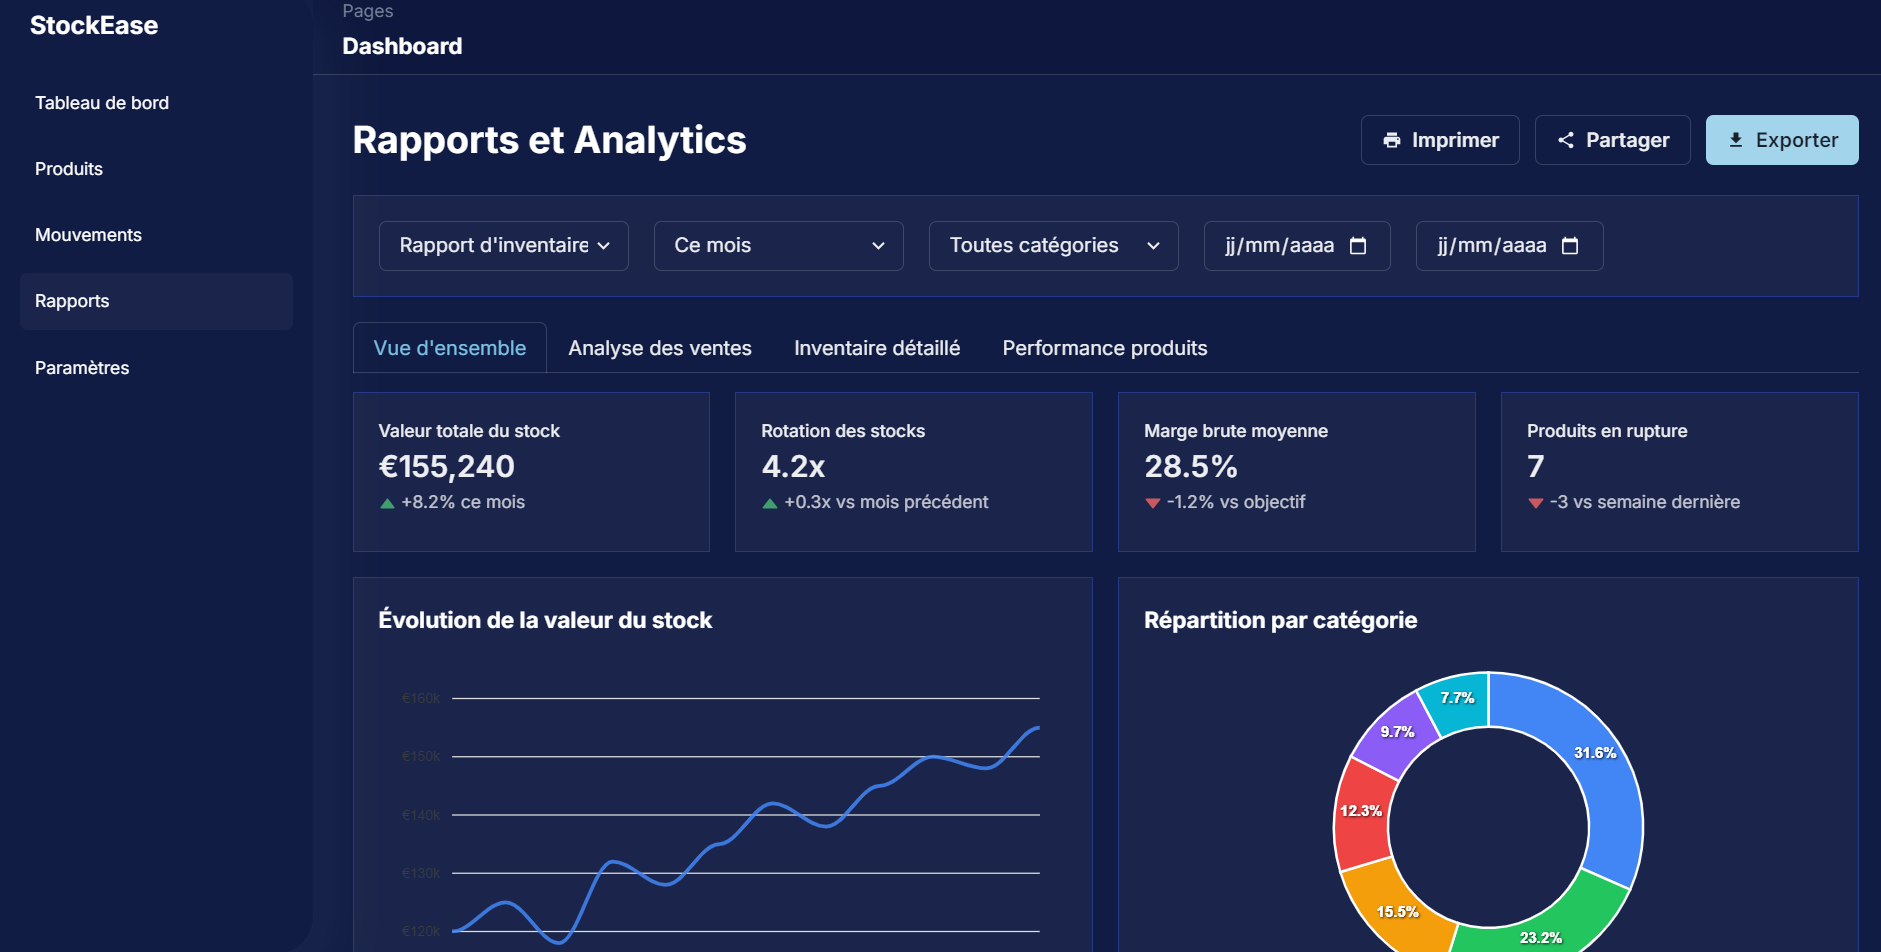 StockEase
Tableau de bord
Produits
Mouvements
Rapports
Paramètres
Pages
Dashboard
Rapports et Analytics
Imprimer
Partager
Exporter
Rapport d'inventaire
Ce mois
Toutes catégories
jj/mm/aaaa
jj/mm/aaaa
Vue d'ensemble
Analyse des ventes
Inventaire détaillé
Performance produits
Valeur totale du stock
€155,240
+8.2% ce mois
Rotation des stocks
4.2x
+0.3x vs mois précédent
Marge brute moyenne
28.5%
-1.2% vs objectif
Produits en rupture
7
-3 vs semaine dernière
Évolution de la valeur du stock
€160k
€150k
€140k
€130k
€120k
Répartition par catégorie
7.7%
9.7%
31.6%
12.3%
15.5%
23.2%